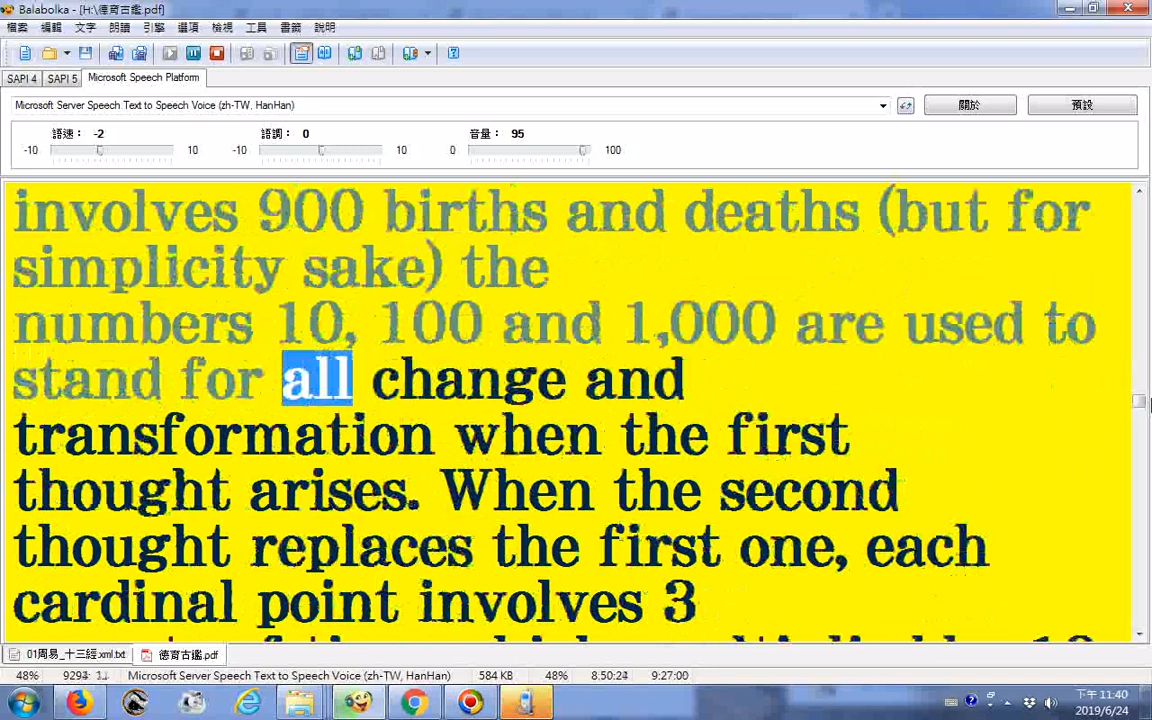 Balabolka - [H:\德育古鑑.pdf]
檔案 編輯 文字 朗讀 引擎 選項 檢視 工具 書籤 說明
SAPI 4 SAPI 5 Microsoft Speech Platform
Microsoft Server Speech Text to Speech Voice (zh-TW, HanHan)
關於 預設
語速： -2 語調： 0 音量： 95
-10 10 -10 10 0 100
involves 900 births and deaths (but for
simplicity sake) the
numbers 10, 100 and 1,000 are used to
stand for all change and
transformation when the first
thought arises. When the second
thought replaces the first one, each
cardinal point involves 3
01周易_十三經.xml.txt 德育古鑑.pdf
48% Microsoft Server Speech Text to Speech Voice (zh-TW, HanHan) 584 KB 48% 8:50:24 9:27:00
下午 11:40
2019/6/24